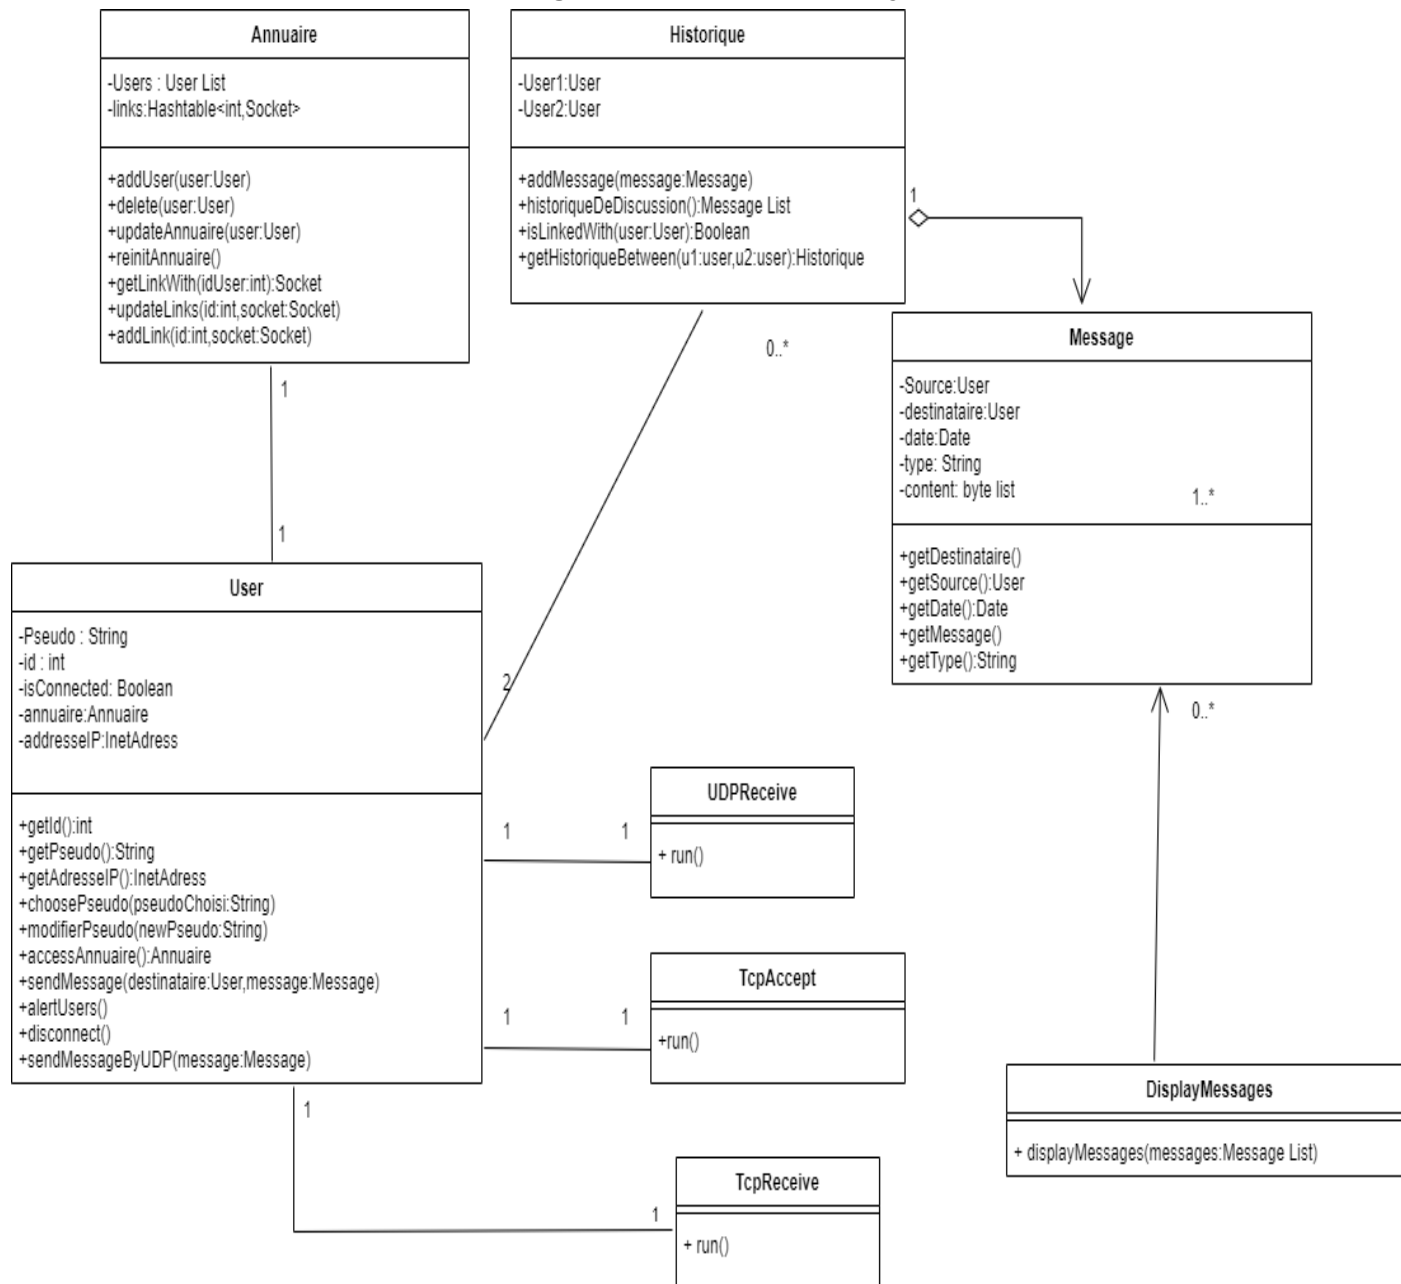 Annuaire
-Users : User List
-links:Hashtable<int,Socket>
+addUser(user:User)
+delete(user:User)
+updateAnnuaire(user:User)
+reinitAnnuaire()
+getLinkWith(idUser:int):Socket
+updateLinks(id:int,socket:Socket)
+addLink(id:int,socket:Socket)
1
1
Historique
-User1:User
-User2:User
+addMessage(message:Message)
+historiqueDeDiscussion():Message List
+isLinkedWith(user:User):Boolean
+getHistoriqueBetween(u1:user,u2:user):Historique
1
0..*
2
Message
-Source:User
-destinataire:User
-date:Date
-type: String
-content: byte list
1..*
+getDestinataire()
+getSource():User
+getDate():Date
+getMessage()
+getType():String
0..*
User
-Pseudo : String
-id : int
-isConnected: Boolean
-annuaire:Annuaire
-addresseIP:InetAdress
+getId():int
+getPseudo():String
+getAdresseIP():InetAdress
+choosePseudo(pseudoChoisi:String)
+modifierPseudo(newPseudo:String)
+accessAnnuaire():Annuaire
+sendMessage(destinataire:User,message:Message)
+alertUsers()
+disconnect()
+sendMessageByUDP(message:Message)
1
1
UDPReceive
+ run()
1
1
TcpAccept
+run()
1
1
TcpReceive
+ run()
DisplayMessages
+ displayMessages(messages:Message List)